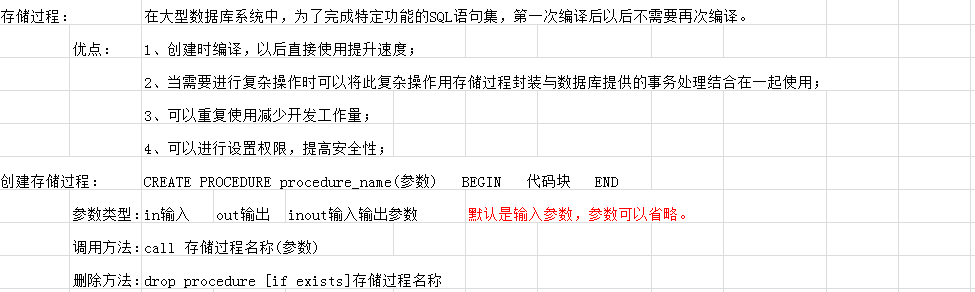 存储过程： 在大型数据库系统中，为了完成特定功能的SQL语句集，第一次编译后以后不需要再次编译。
优点： 1、创建时编译，以后直接使用提升速度；
2、当需要进行复杂操作时可以将此复杂操作用存储过程封装与数据库提供的事务处理结合在一起使用；
3、可以重复使用减少开发工作量；
4、可以进行设置权限，提高安全性；
创建存储过程： CREATE PROCEDURE procedure_name(参数) BEGIN 代码块 END
参数类型： in输入 out输出 inout输入输出参数 默认是输入参数，参数可以省略。
调用方法： call 存储过程名称(参数)
删除方法： drop procedure [if exists]存储过程名称